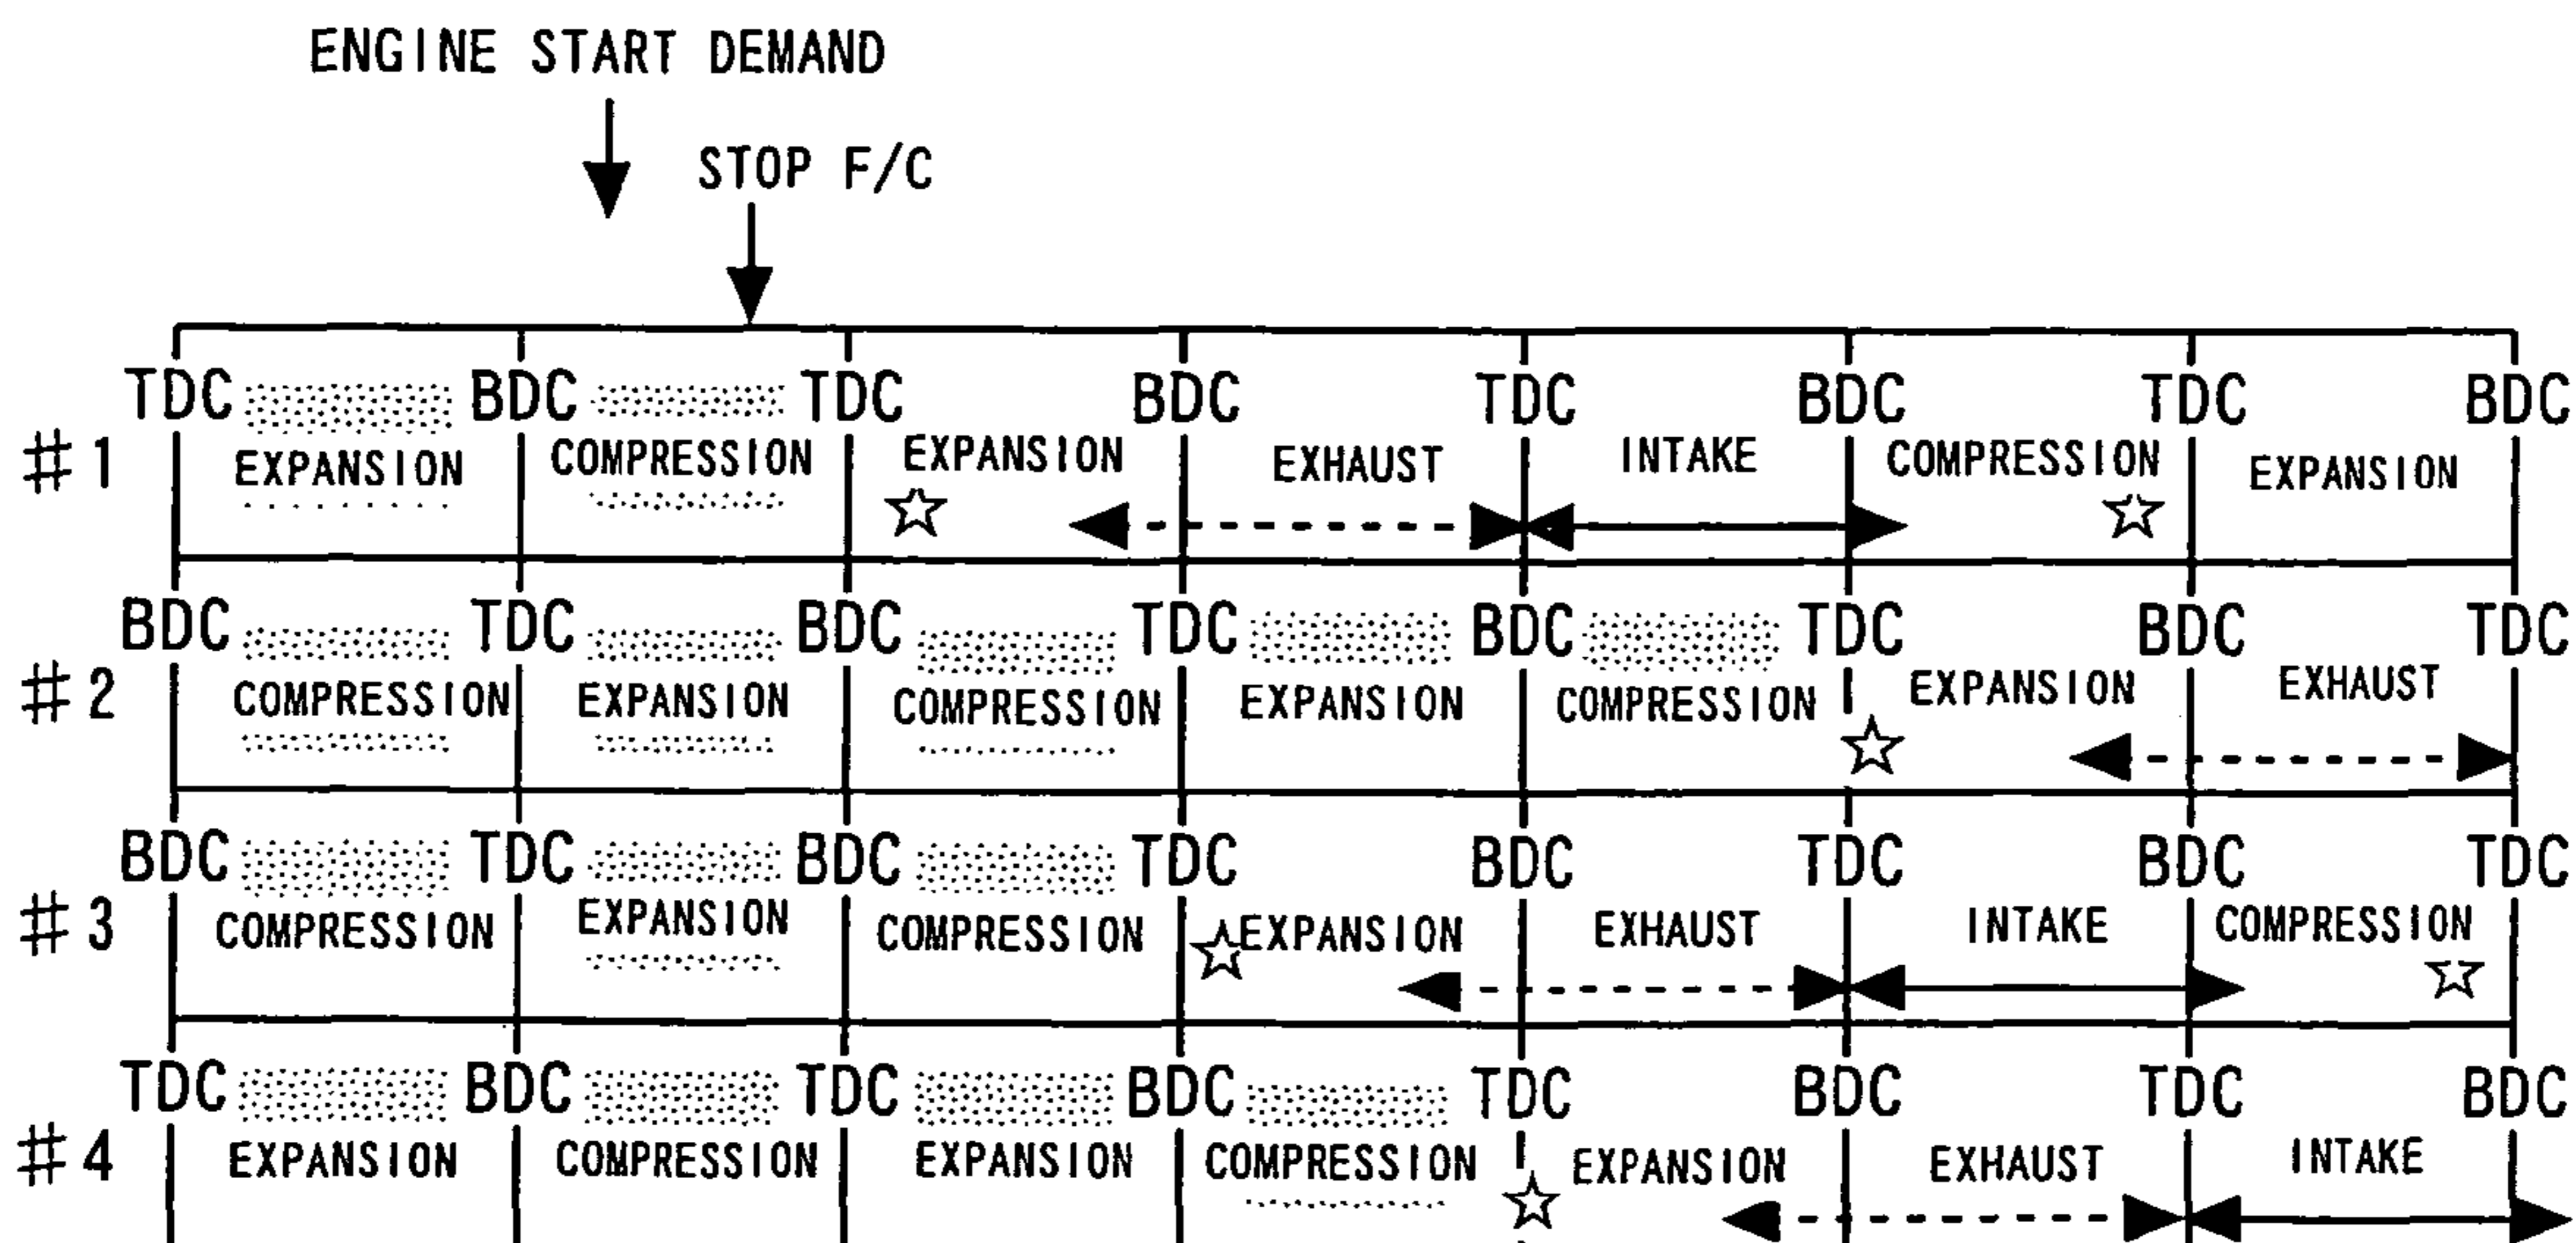 ENGINE START DEMAND
STOP F/C
TDC BDC TDC BDC TDC BDC TDC BDC
#1 EXPANSION COMPRESSION EXPANSION EXHAUST INTAKE COMPRESSION EXPANSION
BDC TDC BDC TDC BDC TDC BDC TDC
#2 COMPRESSION EXPANSION COMPRESSION EXPANSION COMPRESSION EXPANSION EXHAUST
BDC TDC BDC TDC BDC TDC BDC TDC
#3 COMPRESSION EXPANSION COMPRESSION EXPANSION EXHAUST INTAKE COMPRESSION
TDC BDC TDC BDC TDC BDC TDC BDC
#4 EXPANSION COMPRESSION EXPANSION COMPRESSION EXPANSION EXHAUST INTAKE